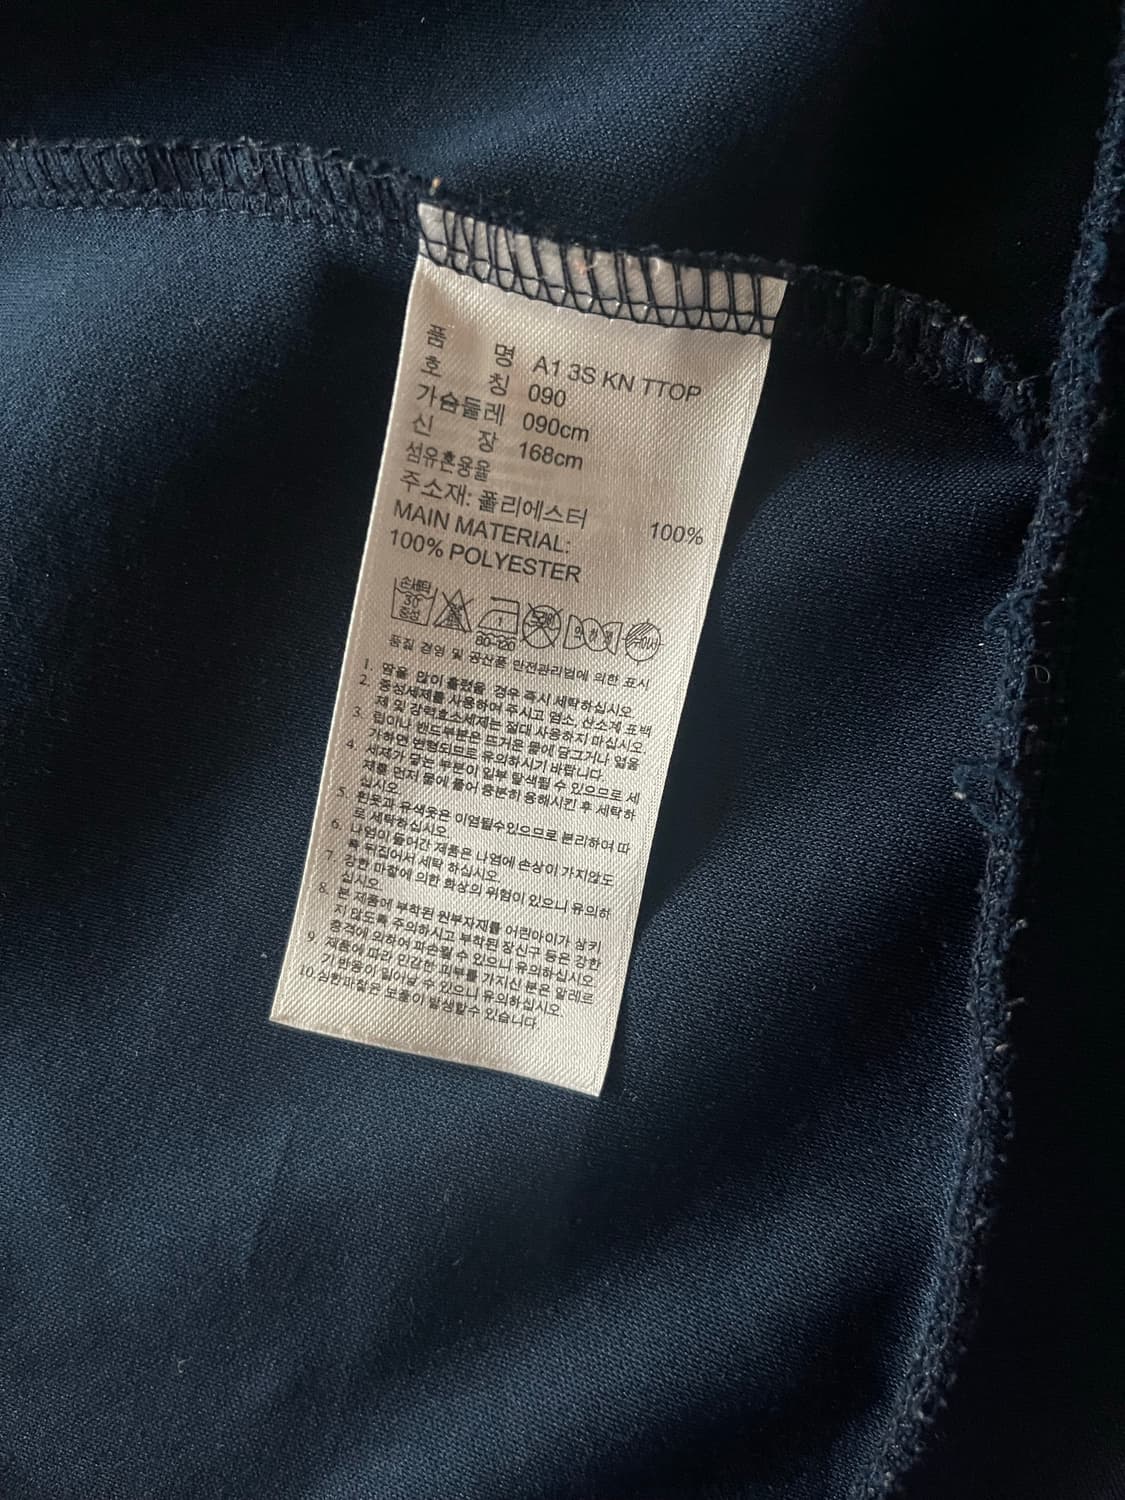 품 명 A1 3S KN TTOP
호 칭 090
가슴둘레 090cm
신 장 168cm
섬유혼용율
주소재: 폴리에스터 100%
MAIN MATERIAL:
100% POLYESTER
손세탁
30°
중성
80~120
품질 경영 및 공산품 안전관리법에 의한 표시
1. 땀을 많이 흘렸을 경우 즉시 세탁하십시오
2. 중성세제를 사용하여 주시고 염소, 산소계 표백
제 및 강력효소세제는 절대 사용하지 마십시오.
3. 럽이나 밴드부분은 뜨거운 물에 담그거나 열을
가하면 변형되므로 유의하시기 바랍니다.
4. 세제가 닿는 부분이 일부 탈색될 수 있으므로 세
제를 먼저 물에 풀어 충분히 용해시킨 후 세탁하
십시오
5. 흰옷과 유색옷은 이염될수있으므로 분리하여 따
로 세탁하십시오.
6. 나염이 들어간 제품은 나염에 손상이 가지않도
록 뒤집어서 세탁 하십시오.
7. 강한 마찰에 의한 화상의 위험이 있으니 유의하
십시오.
8. 본 제품에 부착된 원부자재를 어린아이가 삼키
지 않도록 주의하시고 부착된 장신구 등은 강한
충격에 의하여 파손될 수 있으니 유의하십시오
9. 제품에 따라 민감한 피부를 가지신 분은 알레르
기 반응이 일어날 수 있으니 유의하십시오.
10. 심한마찰은 보풀이 발생할수 있습니다.